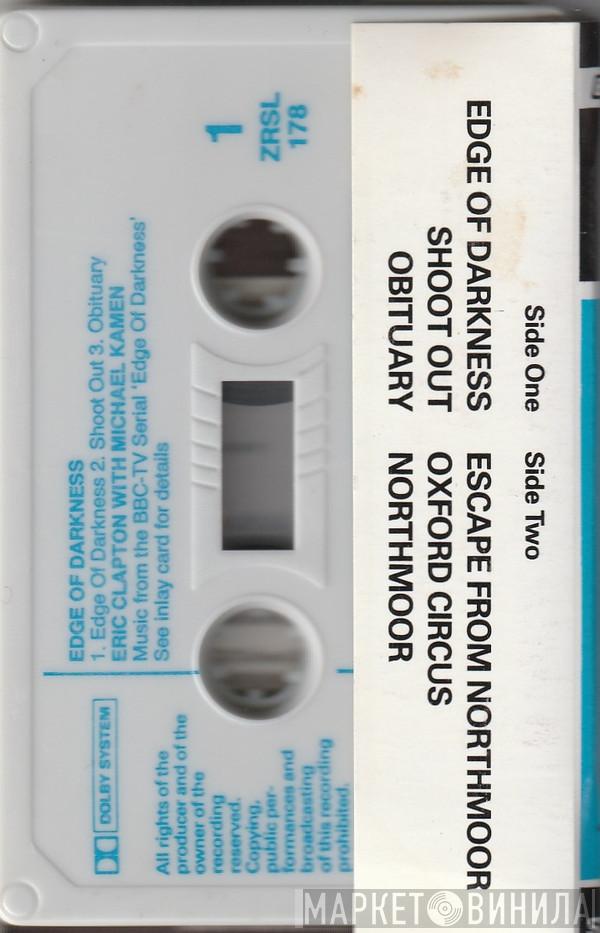 1
ZRSL
178
EDGE OF DARKNESS
1. Edge Of Darkness 2. Shoot Out 3. Obituary
ERIC CLAPTON WITH MICHAEL KAMEN
Music from the BBC-TV Serial 'Edge Of Darkness'
See inlay card for details
DOLBY SYSTEM
All rights of the
producer and of the
owner of the
recording
reserved.
Copying,
public per-
formances and
broadcasting
of this recording
prohibited.
Side One
EDGE OF DARKNESS
SHOOT OUT
OBITUARY
Side Two
ESCAPE FROM NORTHMOOR
OXFORD CIRCUS
NORTHMOOR
МАРКЕТ ВИНИЛА